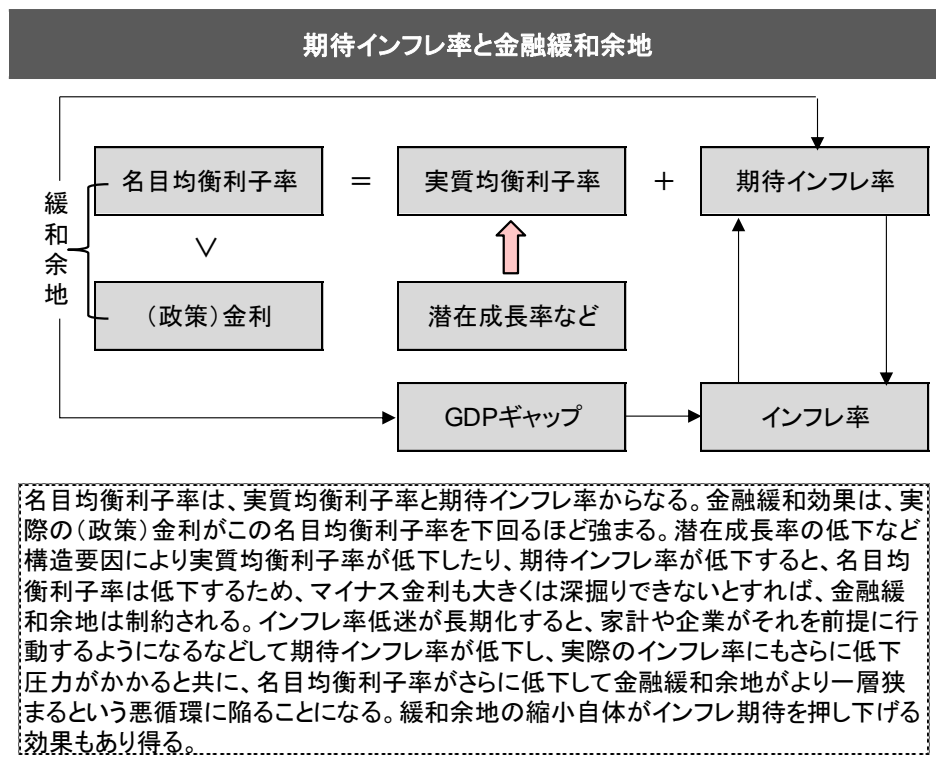 期待インフレ率と金融緩和余地
名目均衡利子率 ＝ 実質均衡利子率 ＋ 期待インフレ率
緩和余地
∨
（政策）金利 潜在成長率など
GDPギャップ インフレ率
名目均衡利子率は、実質均衡利子率と期待インフレ率からなる。金融緩和効果は、実
際の（政策）金利がこの名目均衡利子率を下回るほど強まる。潜在成長率の低下など
構造要因により実質均衡利子率が低下したり、期待インフレ率が低下すると、名目均
衡利子率は低下するため、マイナス金利も大きくは深掘りできないとすれば、金融緩
和余地は制約される。インフレ率低迷が長期化すると、家計や企業がそれを前提に行
動するようになるなどして期待インフレ率が低下し、実際のインフレ率にもさらに低下
圧力がかかると共に、名目均衡利子率がさらに低下して金融緩和余地がより一層狭
まるという悪循環に陥ることになる。緩和余地の縮小自体がインフレ期待を押し下げる
効果もあり得る。